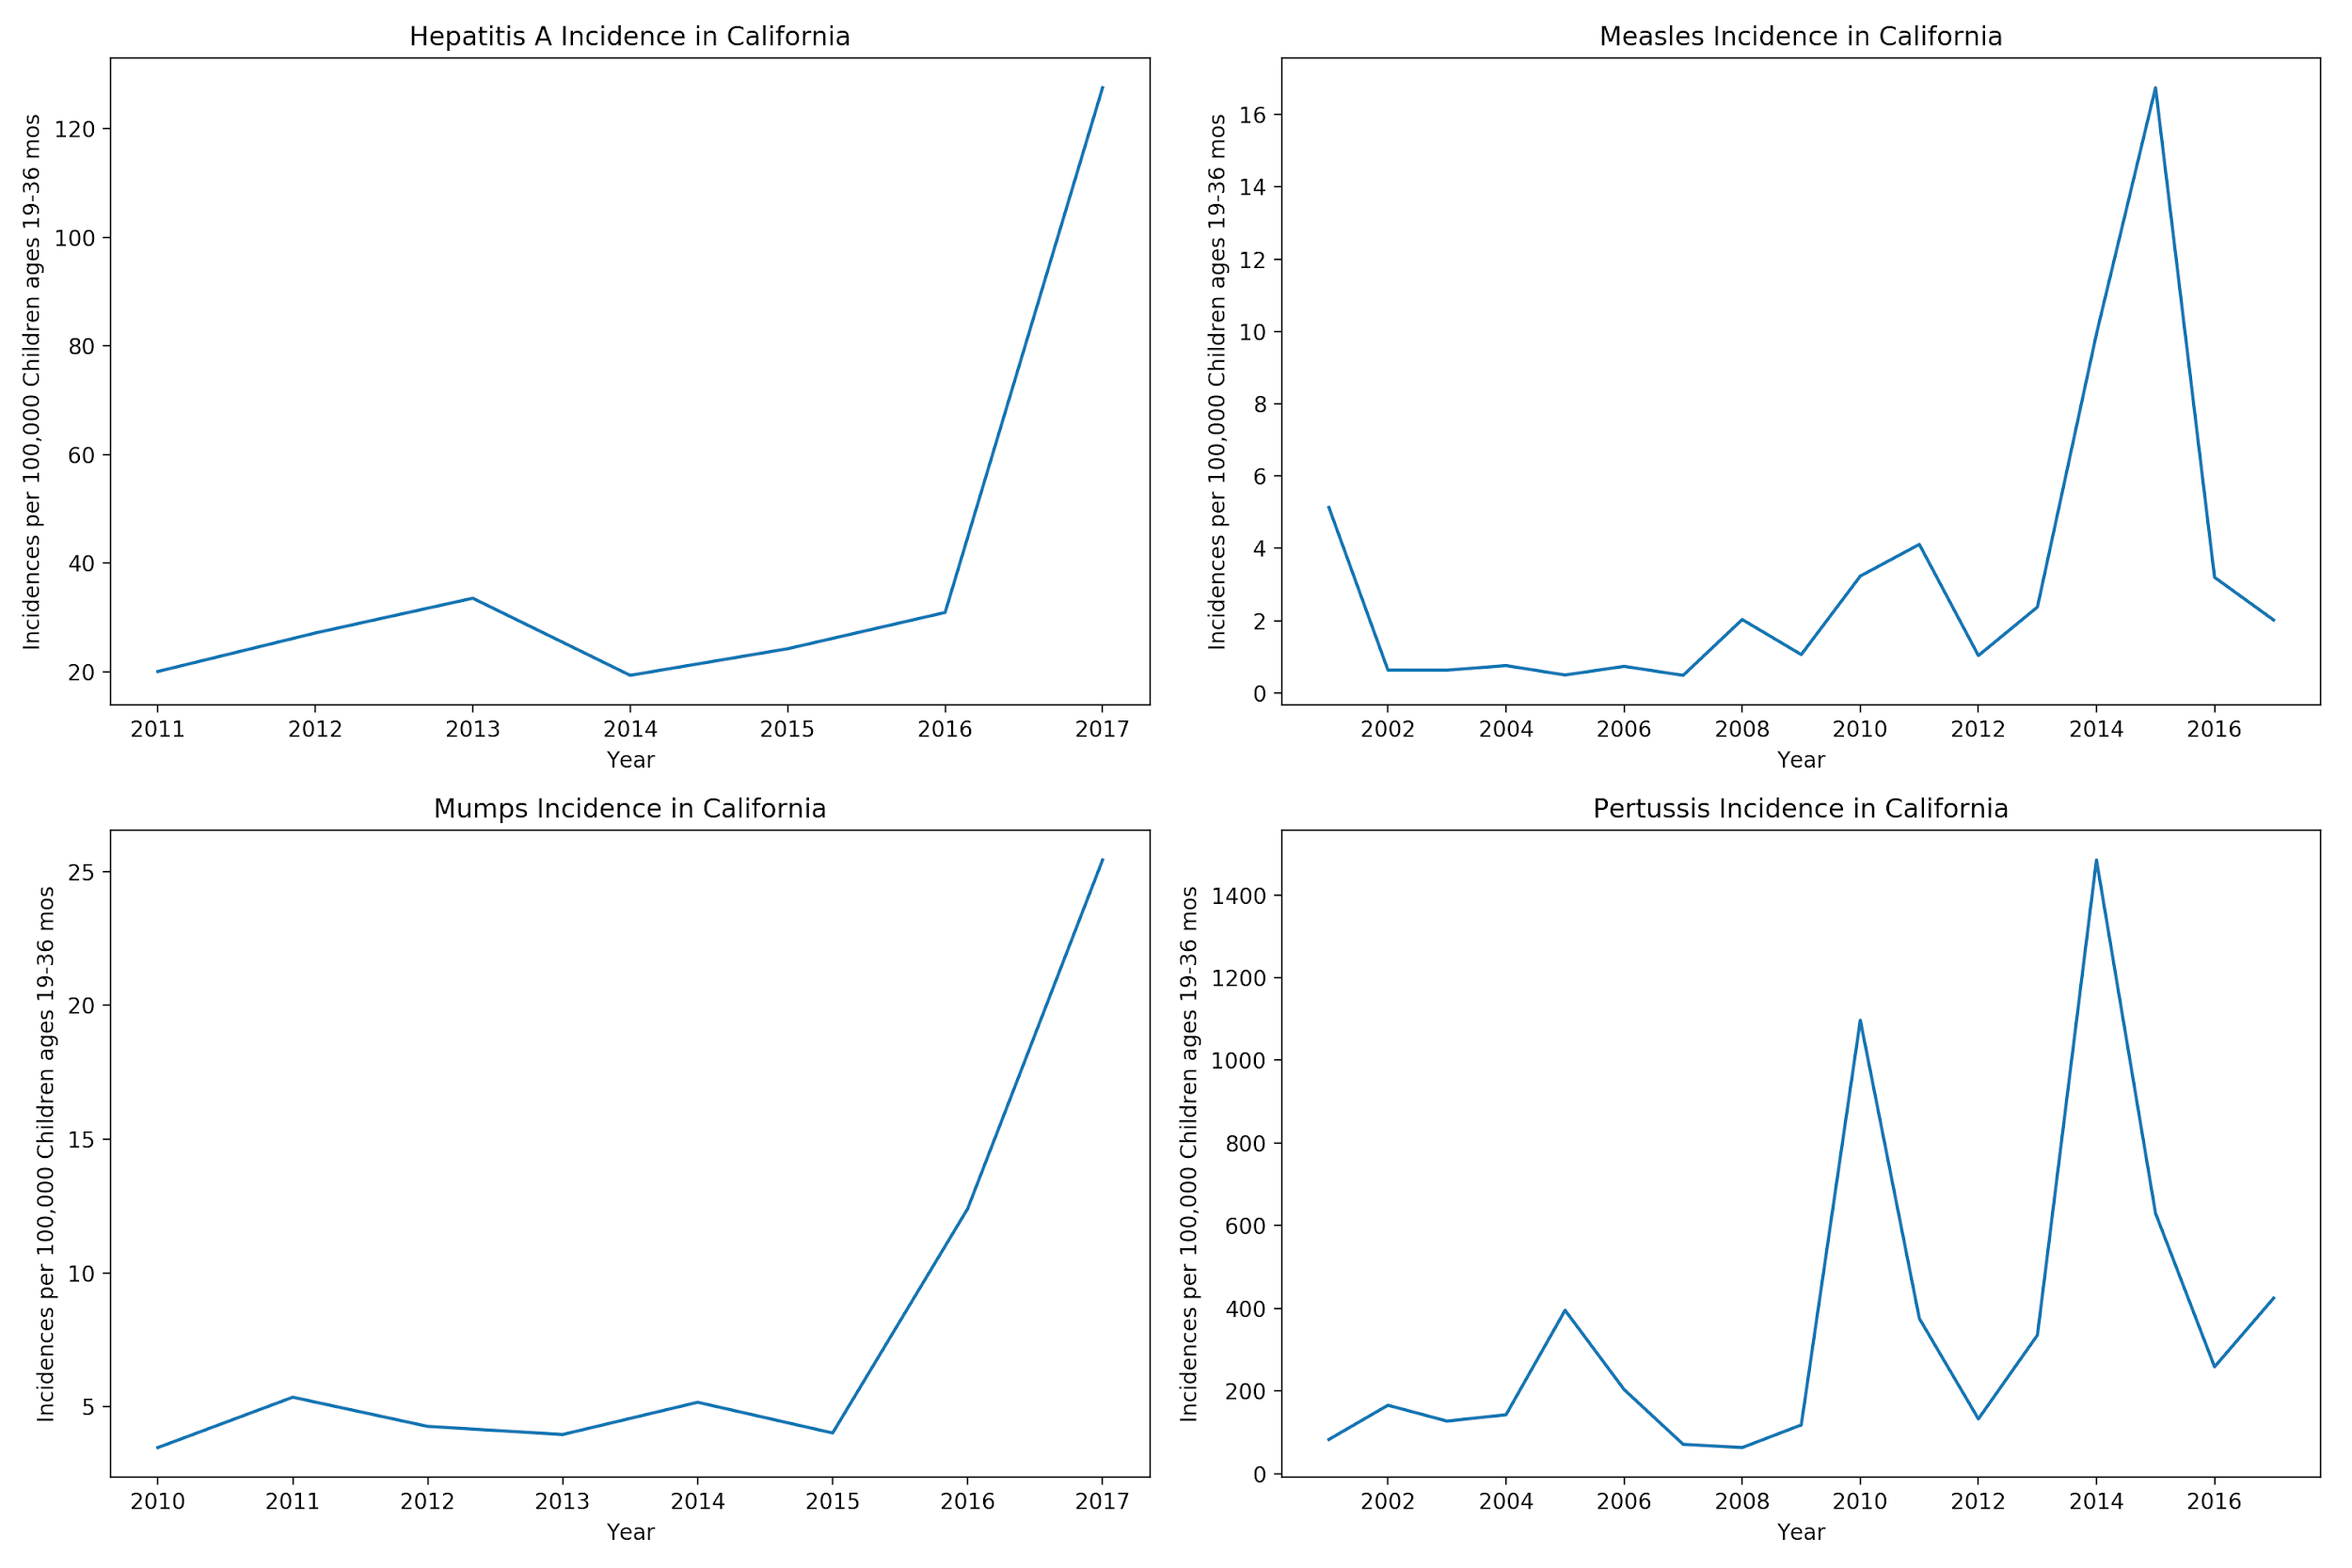 Hepatitis A Incidence in California
Incidences per 100,000 Children ages 19-36 mos
120
100
80
60
40
20
2011 2012 2013 2014 2015 2016 2017
Year
Measles Incidence in California
Incidences per 100,000 Children ages 19-36 mos
16
14
12
10
8
6
4
2
0
2002 2004 2006 2008 2010 2012 2014 2016
Year
Mumps Incidence in California
Incidences per 100,000 Children ages 19-36 mos
25
20
15
10
5
2010 2011 2012 2013 2014 2015 2016 2017
Year
Pertussis Incidence in California
Incidences per 100,000 Children ages 19-36 mos
1400
1200
1000
800
600
400
200
0
2002 2004 2006 2008 2010 2012 2014 2016
Year